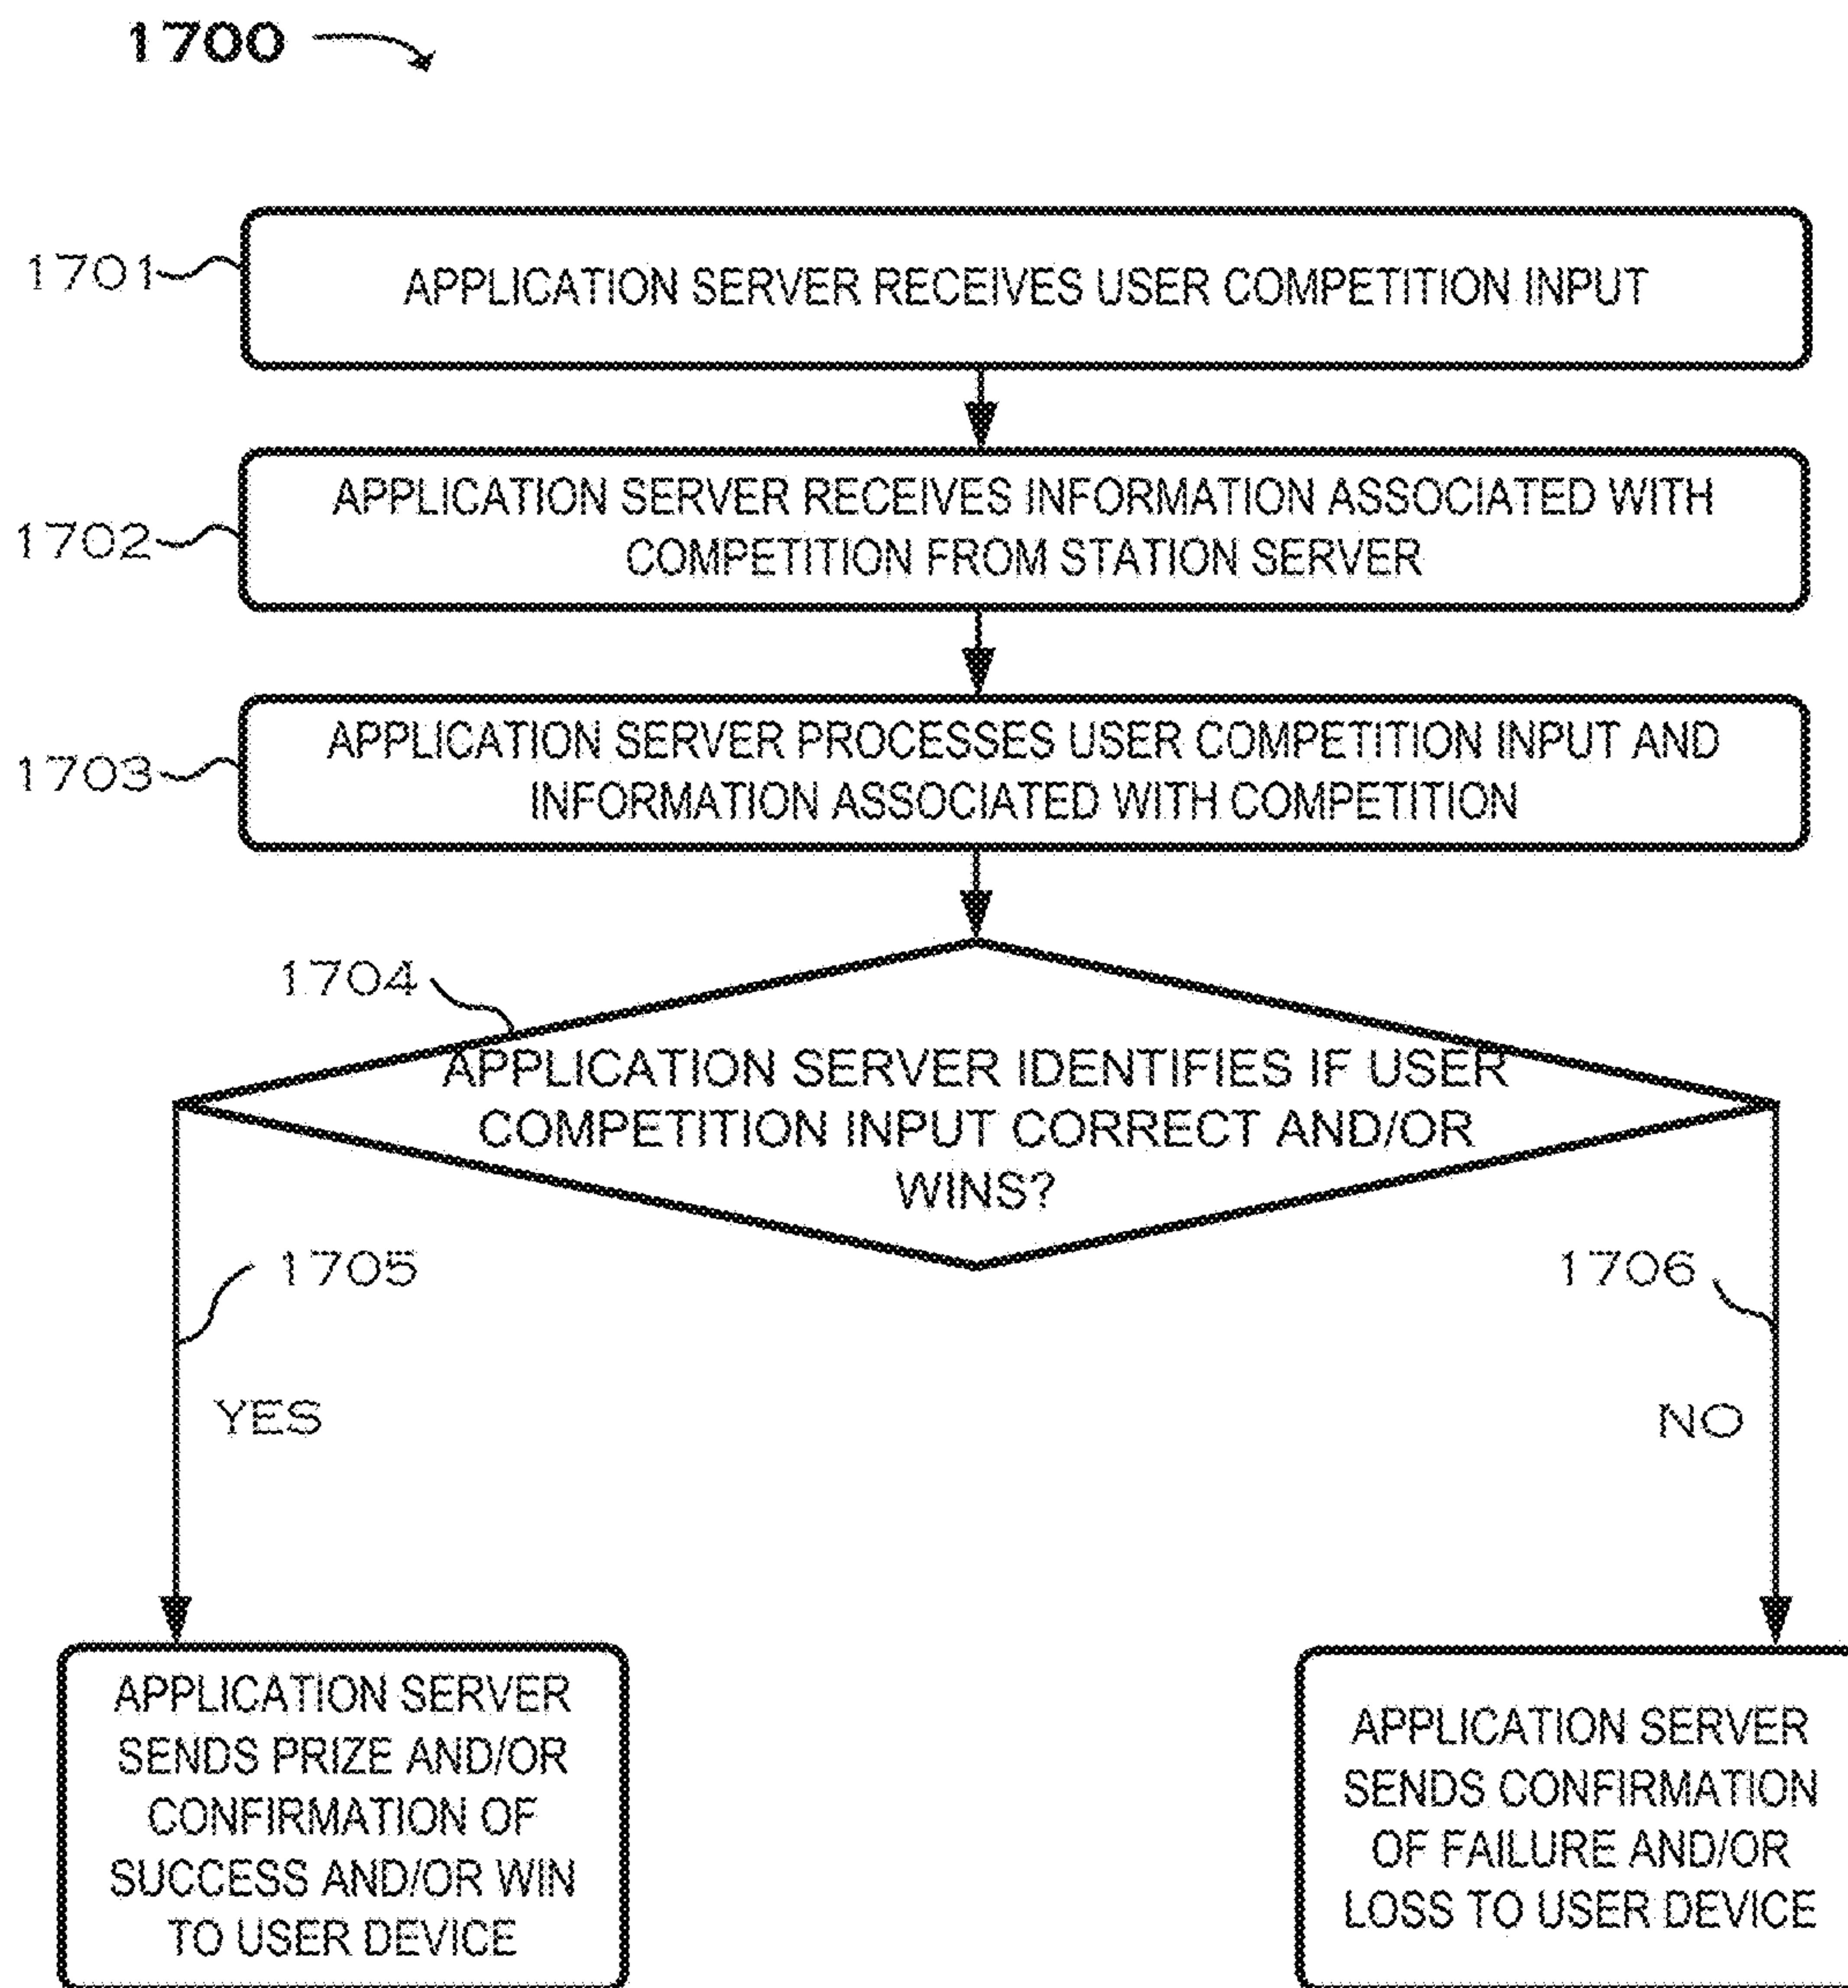 1700
1701
APPLICATION SERVER RECEIVES USER COMPETITION INPUT
1702
APPLICATION SERVER RECEIVES INFORMATION ASSOCIATED WITH
COMPETITION FROM STATION SERVER
1703
APPLICATION SERVER PROCESSES USER COMPETITION INPUT AND
INFORMATION ASSOCIATED WITH COMPETITION
1704
APPLICATION SERVER IDENTIFIES IF USER
COMPETITION INPUT CORRECT AND/OR
WINS?
1705
YES
1706
NO
APPLICATION SERVER
SENDS PRIZE AND/OR
CONFIRMATION OF
SUCCESS AND/OR WIN
TO USER DEVICE
APPLICATION SERVER
SENDS CONFIRMATION
OF FAILURE AND/OR
LOSS TO USER DEVICE